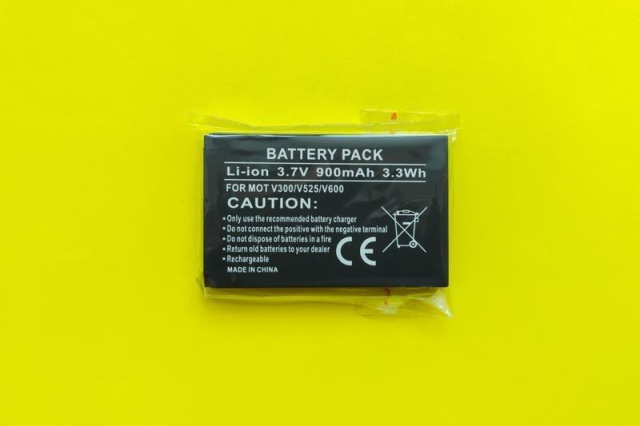 BATTERY PACK
Li-ion 3.7V 900mAh 3.3Wh
FOR MOT V300/V525/V600
CAUTION:
• Only use the recommended battery charger
• Do not connect the positive with the negative terminal
• Do not dispose of batteries in a fire
• Return old batteries to your dealer
• Rechargeable
MADE IN CHINA
CE